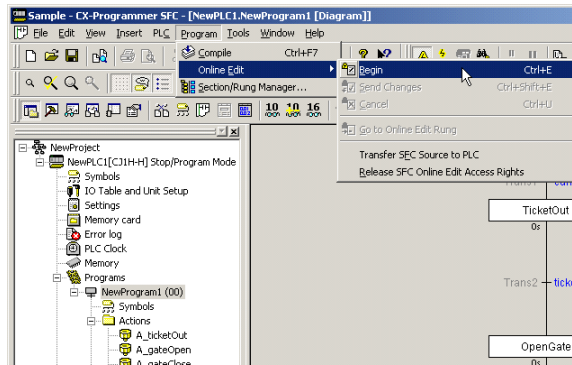 Sample - CX-Programmer SFC - [NewPLC1.NewProgram1 [Diagram]]
File Edit View Insert PLC Program Tools Window Help
Compile Ctrl+F7
Online Edit
Section/Rung Manager...
Begin Ctrl+E
Send Changes Ctrl+Shift+E
Cancel Ctrl+U
Go to Online Edit Rung
Transfer SFC Source to PLC
Release SFC Online Edit Access Rights
10 +10 16
NewProject
NewPLC1[CJ1H-H] Stop/Program Mode
Symbols
IO Table and Unit Setup
Settings
Memory card
Error log
PLC Clock
Memory
Programs
NewProgram1 (00)
Symbols
Actions
A_ticketOut
A_gateOpen
A_gateClose
TicketOut
0s
Trans2
OpenGate
0s